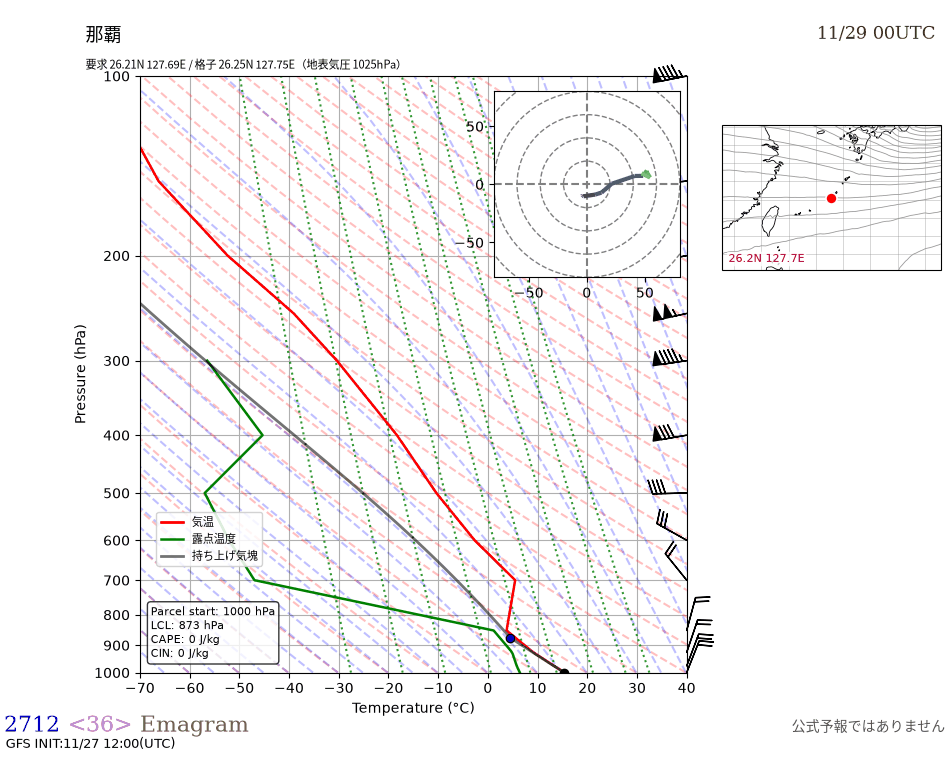 那覇
11/29 00UTC
要求 26.21N 127.69E / 格子 26.25N 127.75E（地表気圧 1025hPa）
100
200
300
400
500
600
700
800
900
1000
Pressure (hPa)
−70 −60 −50 −40 −30 −20 −10 0 10 20 30 40
Temperature (°C)
50
0
−50
−50 0 50
26.2N 127.7E
気温
露点温度
持ち上げ気塊
Parcel start: 1000 hPa
LCL: 873 hPa
CAPE: 0 J/kg
CIN: 0 J/kg
2712 <36> Emagram
GFS INIT:11/27 12:00(UTC)
公式予報ではありません